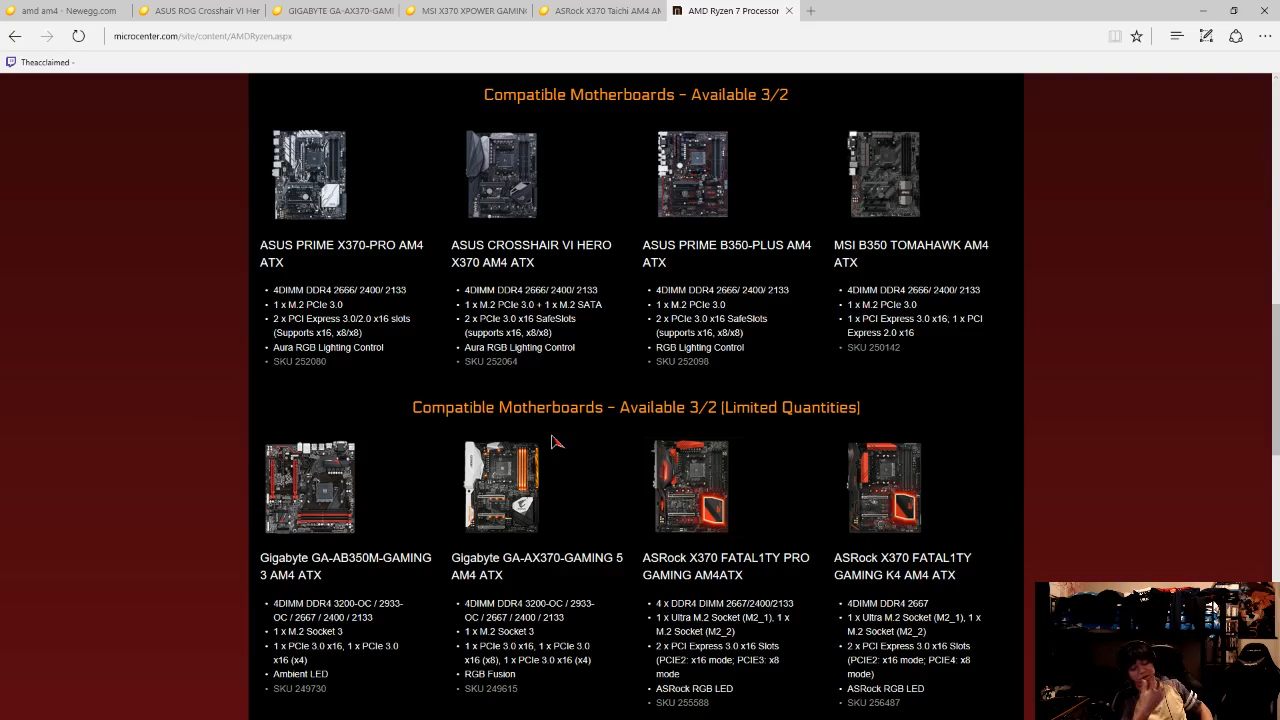 amd am4 - Newegg.com
ASUS ROG Crosshair VI Her
GIGABYTE GA-AX370-GAMI
MSI X370 XPOWER GAMING
ASRock X370 Taichi AM4 AM
AMD Ryzen 7 Processor
microcenter.com/site/content/AMDRyzen.aspx
Theacclaimed -
Compatible Motherboards - Available 3/2
ASUS PRIME X370-PRO AM4
ATX
• 4DIMM DDR4 2666/ 2400/ 2133
• 1 x M.2 PCIe 3.0
• 2 x PCI Express 3.0/2.0 x16 slots
(Supports x16, x8/x8)
• Aura RGB Lighting Control
• SKU 252080
ASUS CROSSHAIR VI HERO
X370 AM4 ATX
• 4DIMM DDR4 2666/ 2400/ 2133
• 1 x M.2 PCIe 3.0 + 1 x M.2 SATA
• 2 x PCIe 3.0 x16 SafeSlots
(supports x16, x8/x8)
• Aura RGB Lighting Control
• SKU 252064
ASUS PRIME B350-PLUS AM4
ATX
• 4DIMM DDR4 2666/ 2400/ 2133
• 1 x M.2 PCIe 3.0
• 2 x PCIe 3.0 x16 SafeSlots
(supports x16, x8/x8)
• RGB Lighting Control
• SKU 252098
MSI B350 TOMAHAWK AM4
ATX
• 4DIMM DDR4 2666/ 2400/ 2133
• 1 x M.2 PCIe 3.0
• 1 x PCI Express 3.0 x16; 1 x PCI
Express 2.0 x16
• SKU 250142
Compatible Motherboards - Available 3/2 (Limited Quantities)
Gigabyte GA-AB350M-GAMING
3 AM4 ATX
• 4DIMM DDR4 3200-OC / 2933-
OC / 2667 / 2400 / 2133
• 1 x M.2 Socket 3
• 1 x PCIe 3.0 x16, 1 x PCIe 3.0
x16 (x4)
• Ambient LED
• SKU 249730
Gigabyte GA-AX370-GAMING 5
AM4 ATX
• 4DIMM DDR4 3200-OC / 2933-
OC / 2667 / 2400 / 2133
• 1 x M.2 Socket 3
• 1 x PCIe 3.0 x16, 1 x PCIe 3.0
x16 (x8), 1 x PCIe 3.0 x16 (x4)
• RGB Fusion
• SKU 249615
ASRock X370 FATAL1TY PRO
GAMING AM4ATX
• 4 x DDR4 DIMM 2667/2400/2133
• 1 x Ultra M.2 Socket (M2_1), 1 x
M.2 Socket (M2_2)
• 2 x PCI Express 3.0 x16 Slots
(PCIE2: x16 mode; PCIE3: x8
mode
• ASRock RGB LED
• SKU 255588
ASRock X370 FATAL1TY
GAMING K4 AM4 ATX
• 4DIMM DDR4 2667
• 1 x Ultra M.2 Socket (M2_1), 1 x
M.2 Socket (M2_2)
• 2 x PCI Express 3.0 x16 Slots
(PCIE2: x16 mode; PCIE4: x8
mode)
• ASRock RGB LED
• SKU 256487